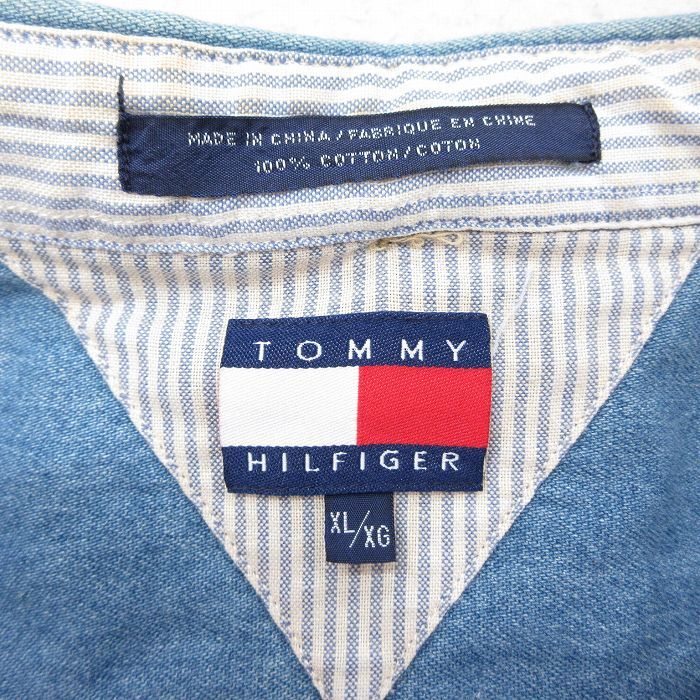 MADE IN CHINA / FABRIQUE EN CHINE
100% COTTON / COTON
TOMMY
HILFIGER
XL/XG